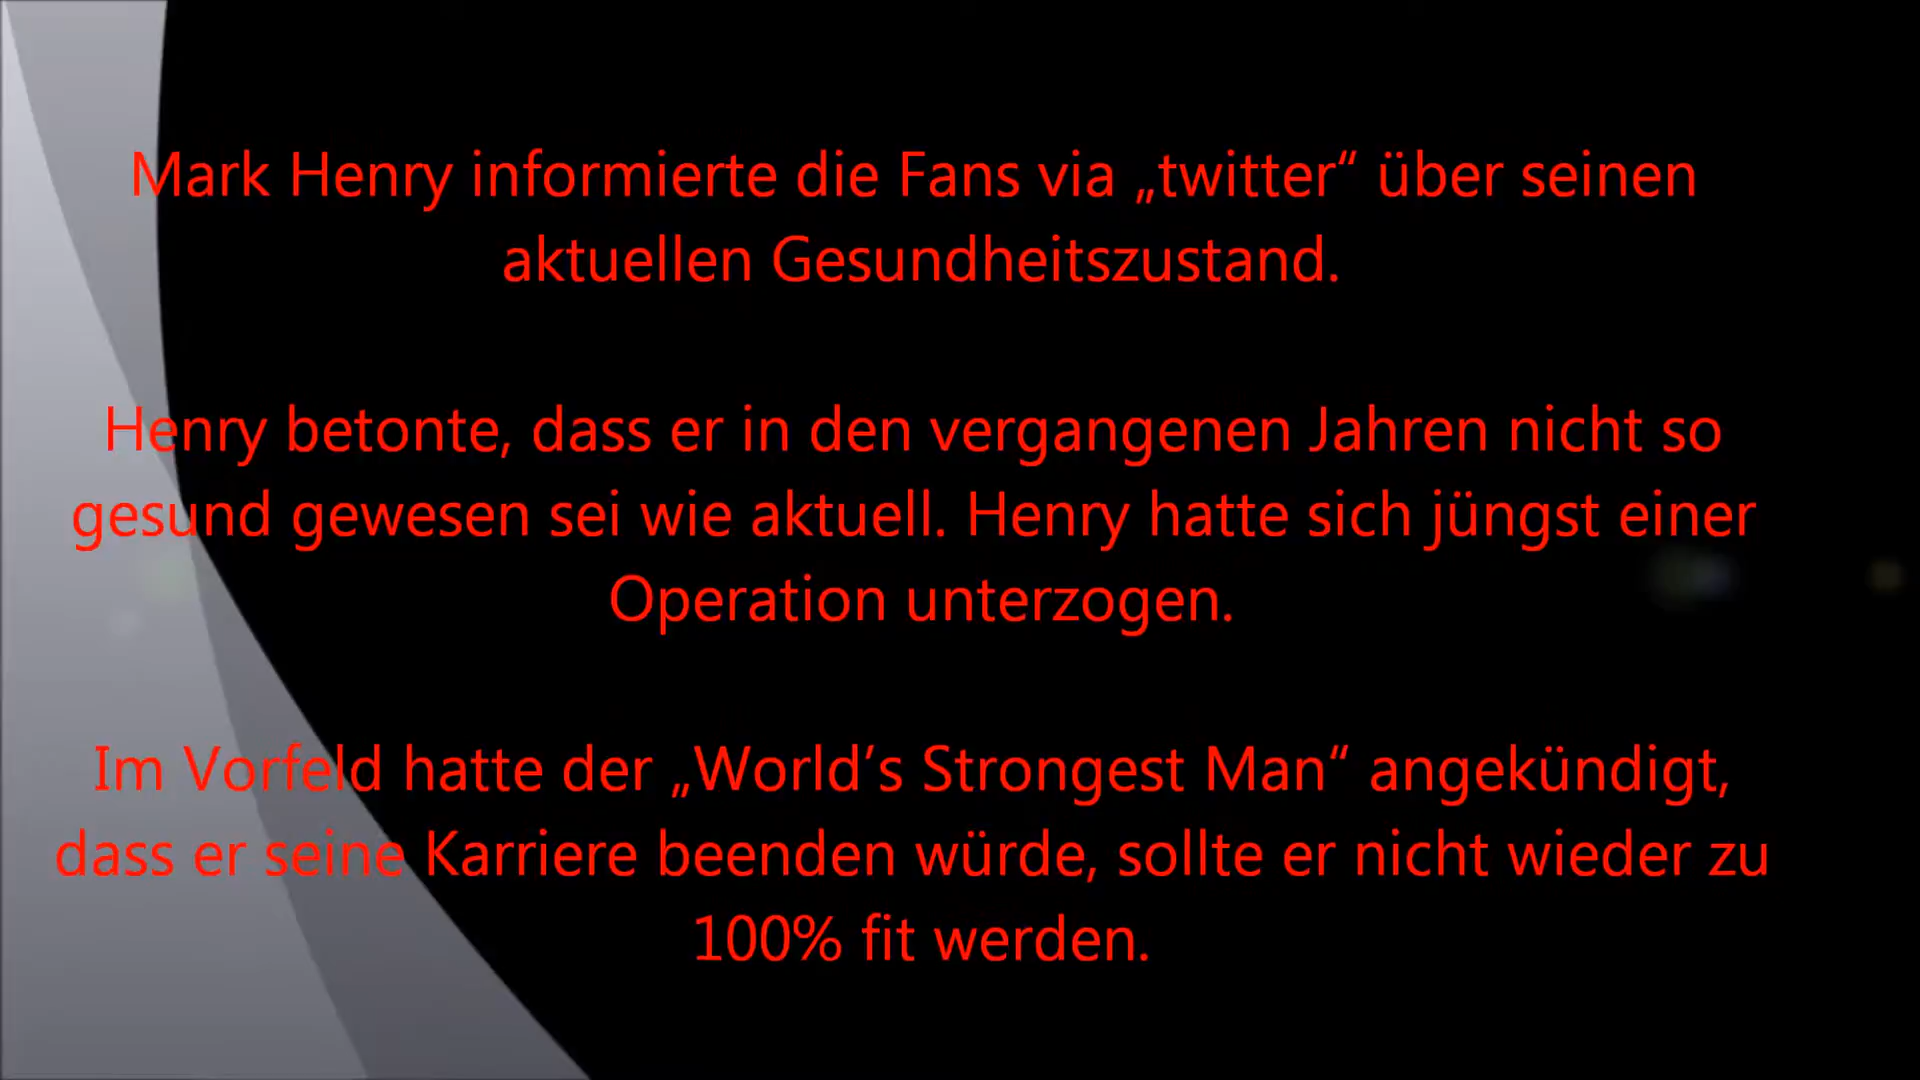 Mark Henry informierte die Fans via „twitter“ über seinen
aktuellen Gesundheitszustand.
Henry betonte, dass er in den vergangenen Jahren nicht so
gesund gewesen sei wie aktuell. Henry hatte sich jüngst einer
Operation unterzogen.
Im Vorfeld hatte der „World’s Strongest Man“ angekündigt,
dass er seine Karriere beenden würde, sollte er nicht wieder zu
100% fit werden.